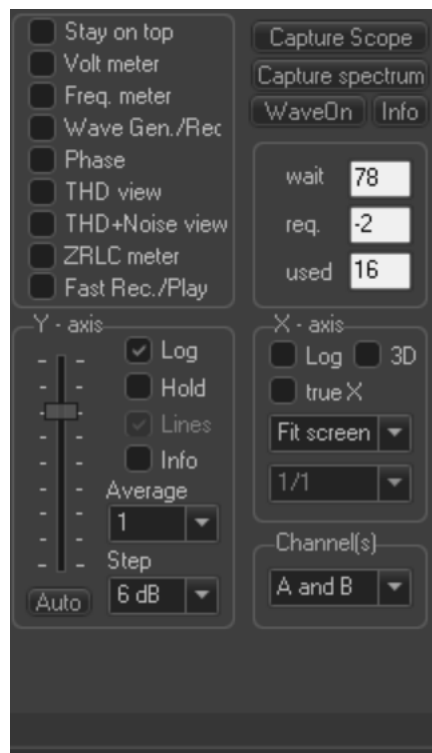 Stay on top
Volt meter
Freq. meter
Wave Gen./Rec
Phase
THD view
THD+Noise view
ZRLC meter
Fast Rec./Play
Capture Scope
Capture spectrum
WaveOn Info
wait 78
req. -2
used 16
Y - axis
Log
Hold
Lines
Info
Average
1
Step
6 dB
Auto
X - axis
Log 3D
true X
Fit screen
1/1
Channel(s)
A and B